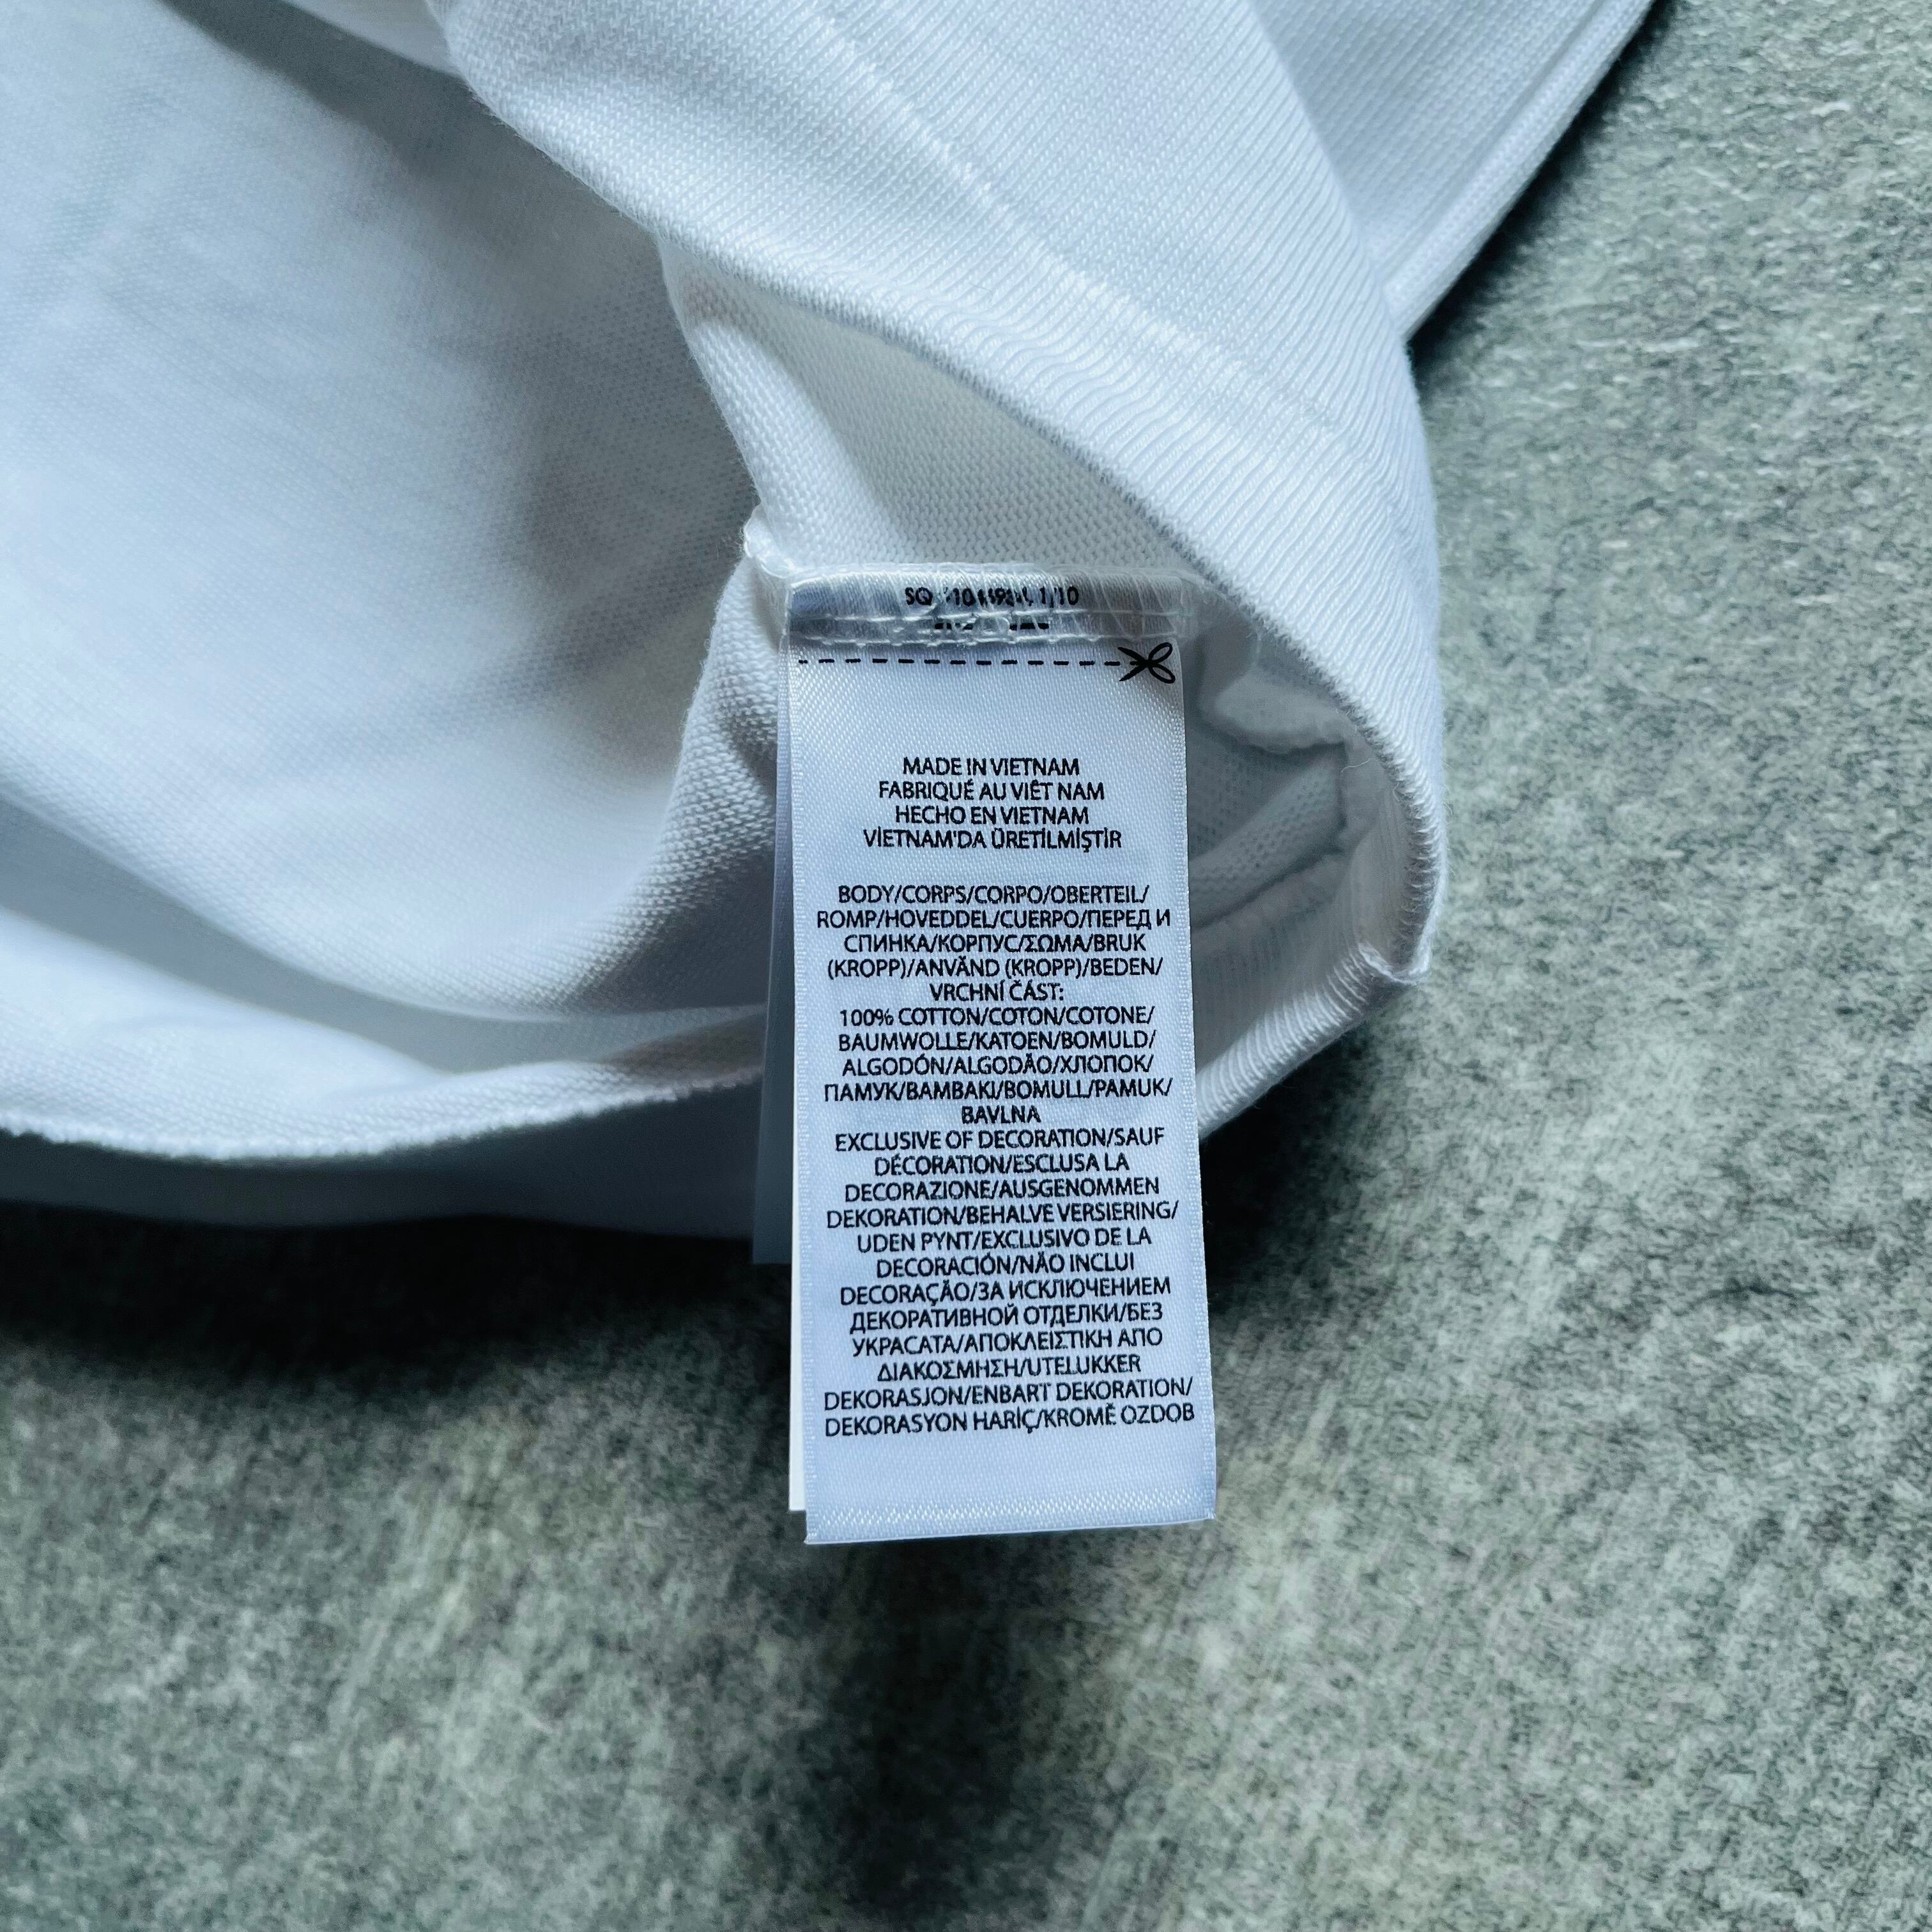 SQ 1/10
MADE IN VIETNAM
FABRIQUÉ AU VIÊT NAM
HECHO EN VIETNAM
VİETNAM'DA ÜRETİLMİŞTİR
BODY/CORPS/CORPO/OBERTEIL/
ROMP/HOVEDDEL/CUERPO/ПЕРЕД И
СПИНКА/КОРПУС/ΣΩΜΑ/BRUK
(KROPP)/ANVÄND (KROPP)/BEDEN/
VRCHNÍ ČÁST:
100% COTTON/COTON/COTONE/
BAUMWOLLE/KATOEN/BOMULD/
ALGODÓN/ALGODÃO/ХЛОПОК/
ПАМУК/ΒΑΜΒΑΚΙ/BOMULL/PAMUK/
BAVLNA
EXCLUSIVE OF DECORATION/SAUF
DÉCORATION/ESCLUSA LA
DECORAZIONE/AUSGENOMMEN
DEKORATION/BEHALVE VERSIERING/
UDEN PYNT/EXCLUSIVO DE LA
DECORACIÓN/NÃO INCLUI
DECORAÇÃO/ЗА ИСКЛЮЧЕНИЕМ
ДЕКОРАТИВНОЙ ОТДЕЛКИ/БЕЗ
УКРАСАТА/ΑΠΟΚΛΕΙΣΤΙΚΗ ΑΠΟ
ΔΙΑΚΟΣΜΗΣΗ/UTELUKKER
DEKORASJON/ENBART DEKORATION/
DEKORASYON HARİÇ/KROMĚ OZDOB